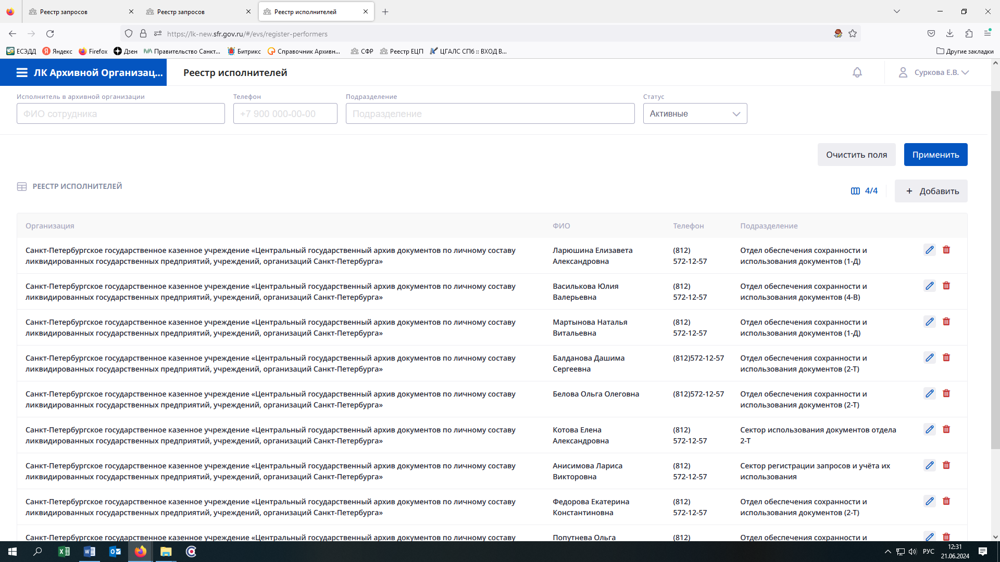 Реестр запросов
Реестр запросов
Реестр исполнителей
https://lk-new.sfr.gov.ru/#/evs/register-performers
ЕСЭДД Яндекс Firefox Дзен Правительство Санкт... Битрикс Справочник Архивн... СФР Реестр ЕЦП ЦГАЛС СПб :: ВХОД В... Другие закладки
ЛК Архивной Организац...
Реестр исполнителей
Суркова Е.В.
Исполнитель в архивной организации Телефон Подразделение Статус
ФИО сотрудника +7 900 000-00-00 Подразделение Активные
Очистить поля Применить
РЕЕСТР ИСПОЛНИТЕЛЕЙ
4/4 + Добавить
Организация ФИО Телефон Подразделение
Санкт-Петербургское государственное казенное учреждение «Центральный государственный архив документов по личному составу Ларюшина Елизавета (812) Отдел обеспечения сохранности и
ликвидированных государственных предприятий, учреждений, организаций Санкт-Петербурга» Александровна 572-12-57 использования документов (1-Д)
Санкт-Петербургское государственное казенное учреждение «Центральный государственный архив документов по личному составу Василькова Юлия (812) Отдел обеспечения сохранности и
ликвидированных государственных предприятий, учреждений, организаций Санкт-Петербурга» Валерьевна 572-12-57 использования документов (4-В)
Санкт-Петербургское государственное казенное учреждение «Центральный государственный архив документов по личному составу Мартынова Наталья (812) Отдел обеспечения сохранности и
ликвидированных государственных предприятий, учреждений, организаций Санкт-Петербурга» Витальевна 572-12-57 использования документов (1-Д)
Санкт-Петербургское государственное казенное учреждение «Центральный государственный архив документов по личному составу Балданова Дашима (812)572-12-57 Отдел обеспечения сохранности и
ликвидированных государственных предприятий, учреждений, организаций Санкт-Петербурга» Сергеевна использования документов (2-Т)
Санкт-Петербургское государственное казенное учреждение «Центральный государственный архив документов по личному составу Белова Ольга Олеговна (812)572-12-57 Отдел обеспечения сохранности и
ликвидированных государственных предприятий, учреждений, организаций Санкт-Петербурга» использования документов (2-Т)
Санкт-Петербургское государственное казенное учреждение «Центральный государственный архив документов по личному составу Котова Елена (812) Сектор использования документов отдела
ликвидированных государственных предприятий, учреждений, организаций Санкт-Петербурга» Александровна 572-12-57 2-Т
Санкт-Петербургское государственное казенное учреждение «Центральный государственный архив документов по личному составу Анисимова Лариса (812) Сектор регистрации запросов и учёта их
ликвидированных государственных предприятий, учреждений, организаций Санкт-Петербурга» Викторовна 572-12-57 использования
Санкт-Петербургское государственное казенное учреждение «Центральный государственный архив документов по личному составу Федорова Екатерина (812) Отдел обеспечения сохранности и
ликвидированных государственных предприятий, учреждений, организаций Санкт-Петербурга» Константиновна 572-12-57 использования документов (2-Т)
Санкт-Петербургское государственное казенное учреждение «Центральный государственный архив документов по личному составу Попутнева Ольга (812) Отдел обеспечения сохранности и
РУС
12:31
21.06.2024